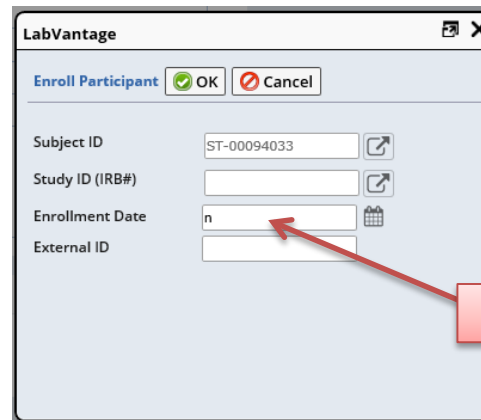 LabVantage
Enroll Participant OK Cancel
Subject ID ST-00094033
Study ID (IRB#)
Enrollment Date n
External ID